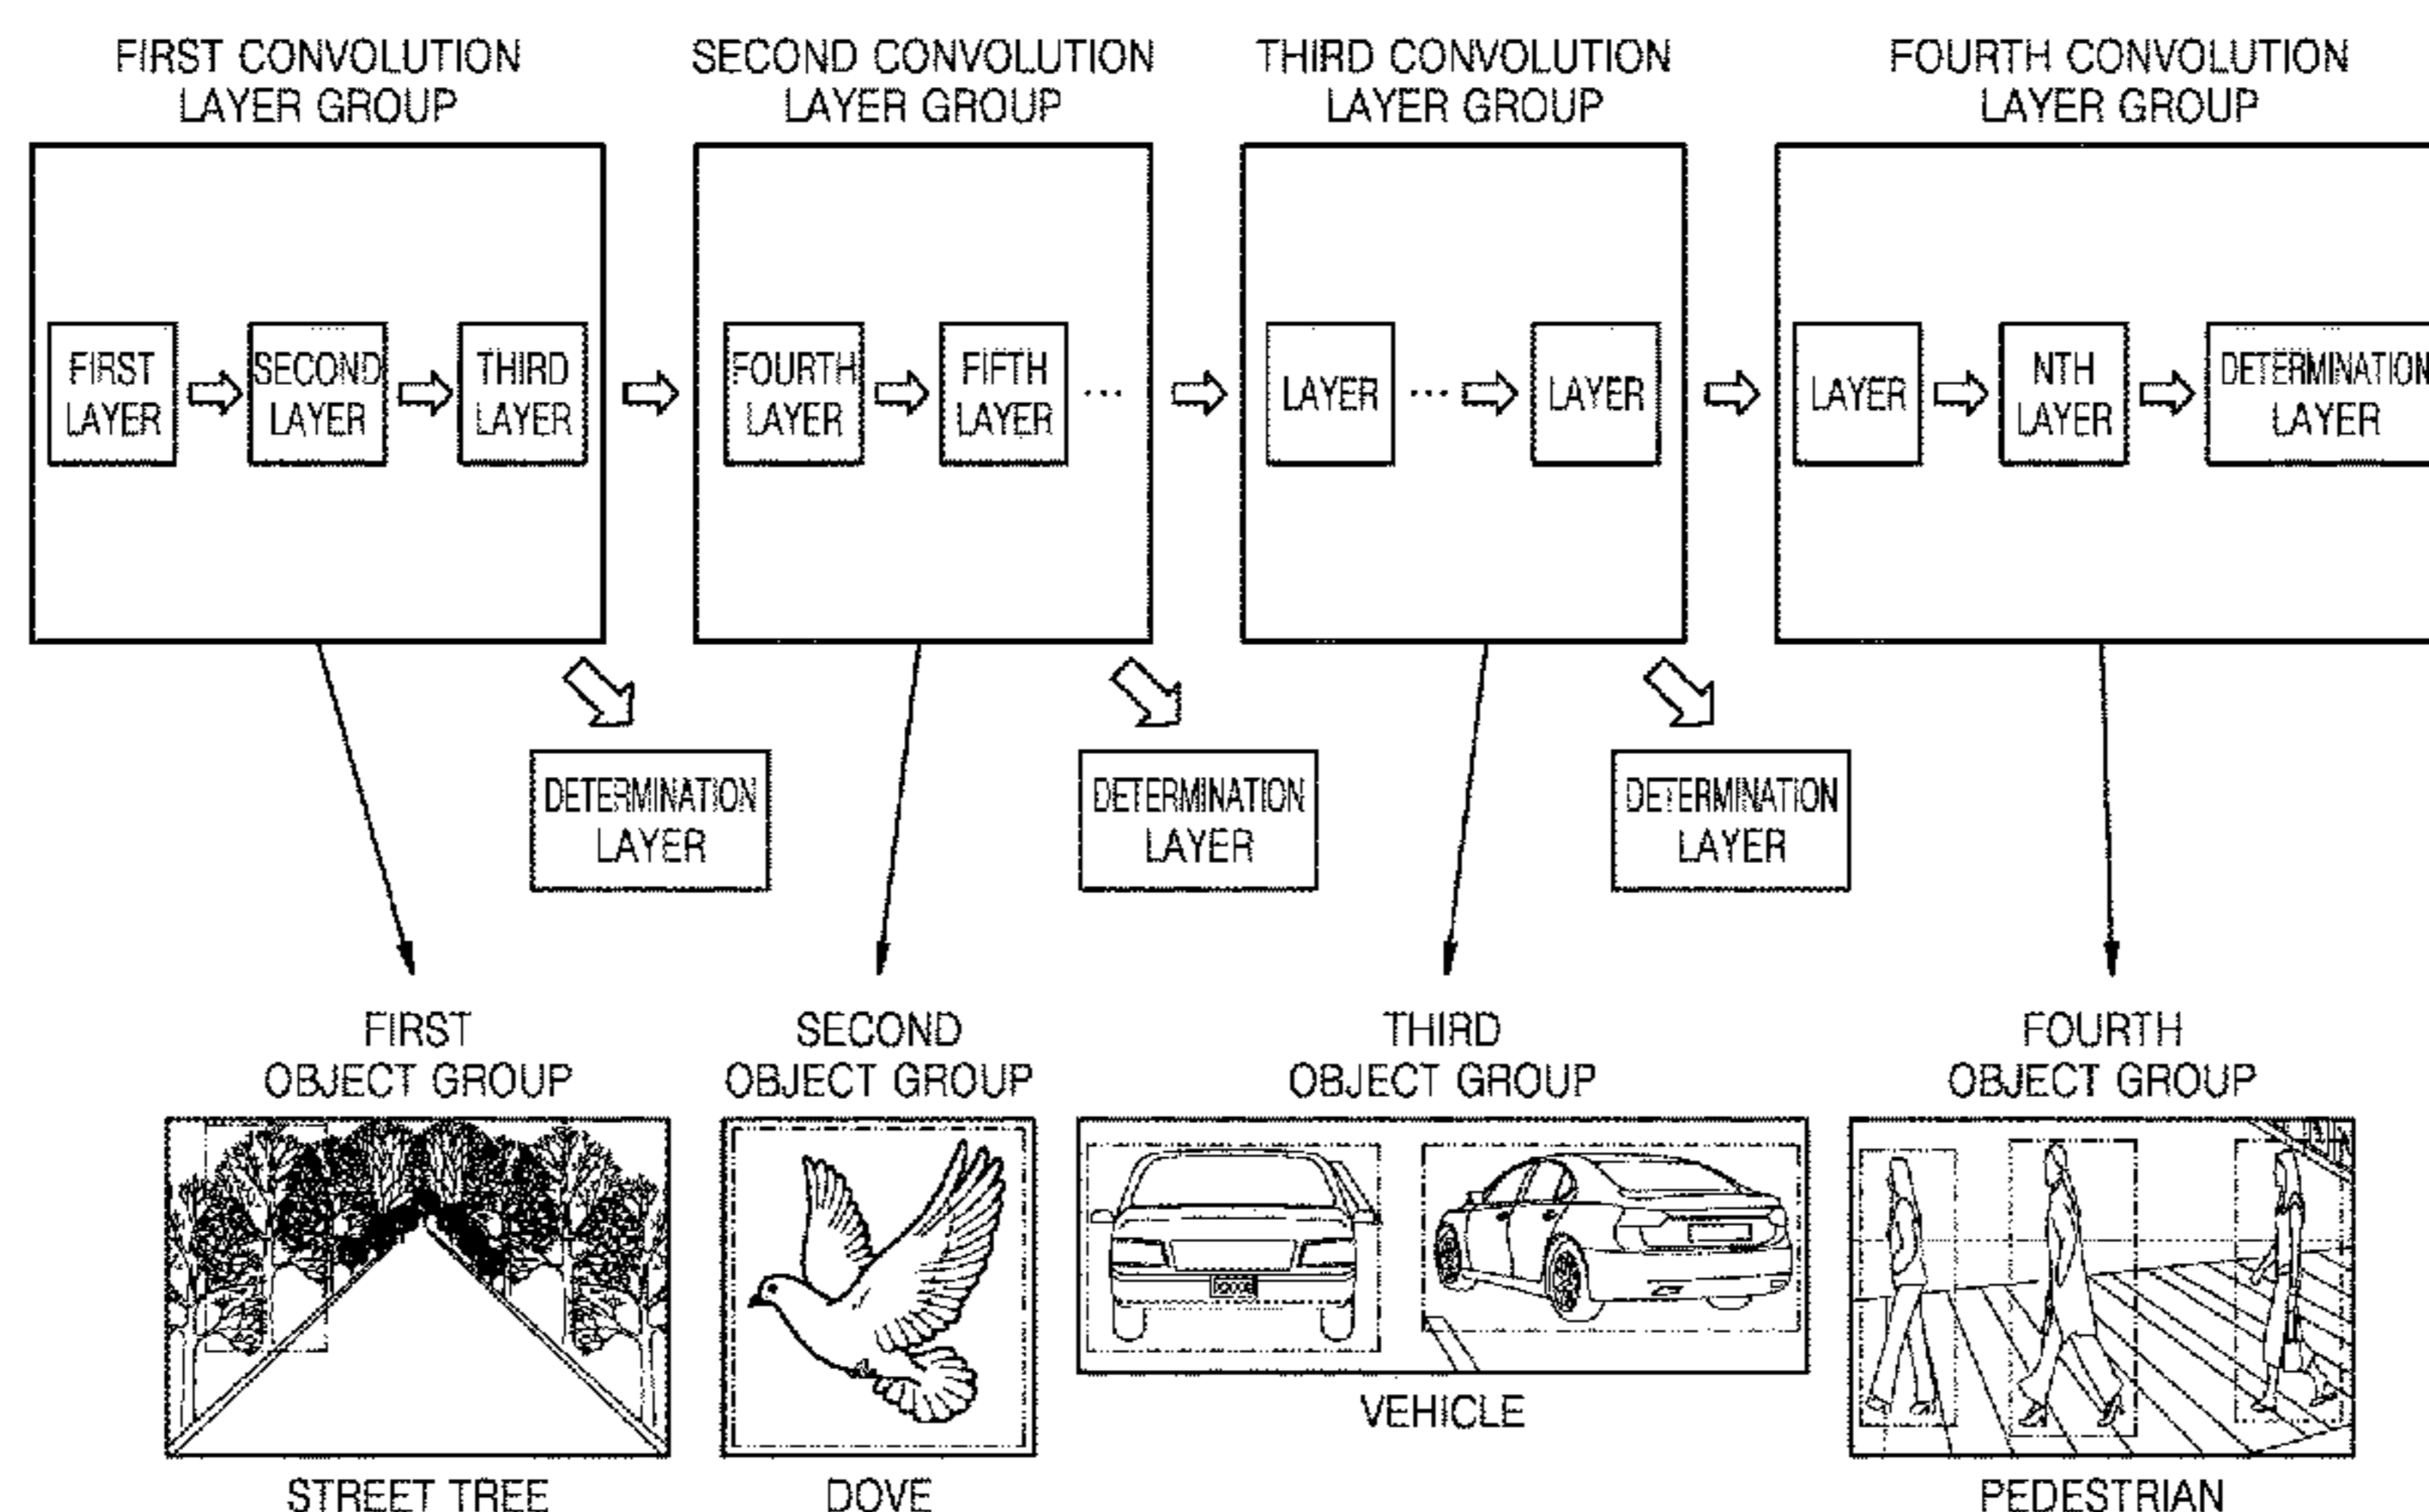 FIRST CONVOLUTION
LAYER GROUP
SECOND CONVOLUTION
LAYER GROUP
THIRD CONVOLUTION
LAYER GROUP
FOURTH CONVOLUTION
LAYER GROUP
FIRST
LAYER
SECOND
LAYER
THIRD
LAYER
FOURTH
LAYER
FIFTH
LAYER
...
LAYER
...
LAYER
LAYER
NTH
LAYER
DETERMINATION
LAYER
DETERMINATION
LAYER
DETERMINATION
LAYER
DETERMINATION
LAYER
FIRST
OBJECT GROUP
SECOND
OBJECT GROUP
THIRD
OBJECT GROUP
FOURTH
OBJECT GROUP
STREET TREE
DOVE
VEHICLE
PEDESTRIAN